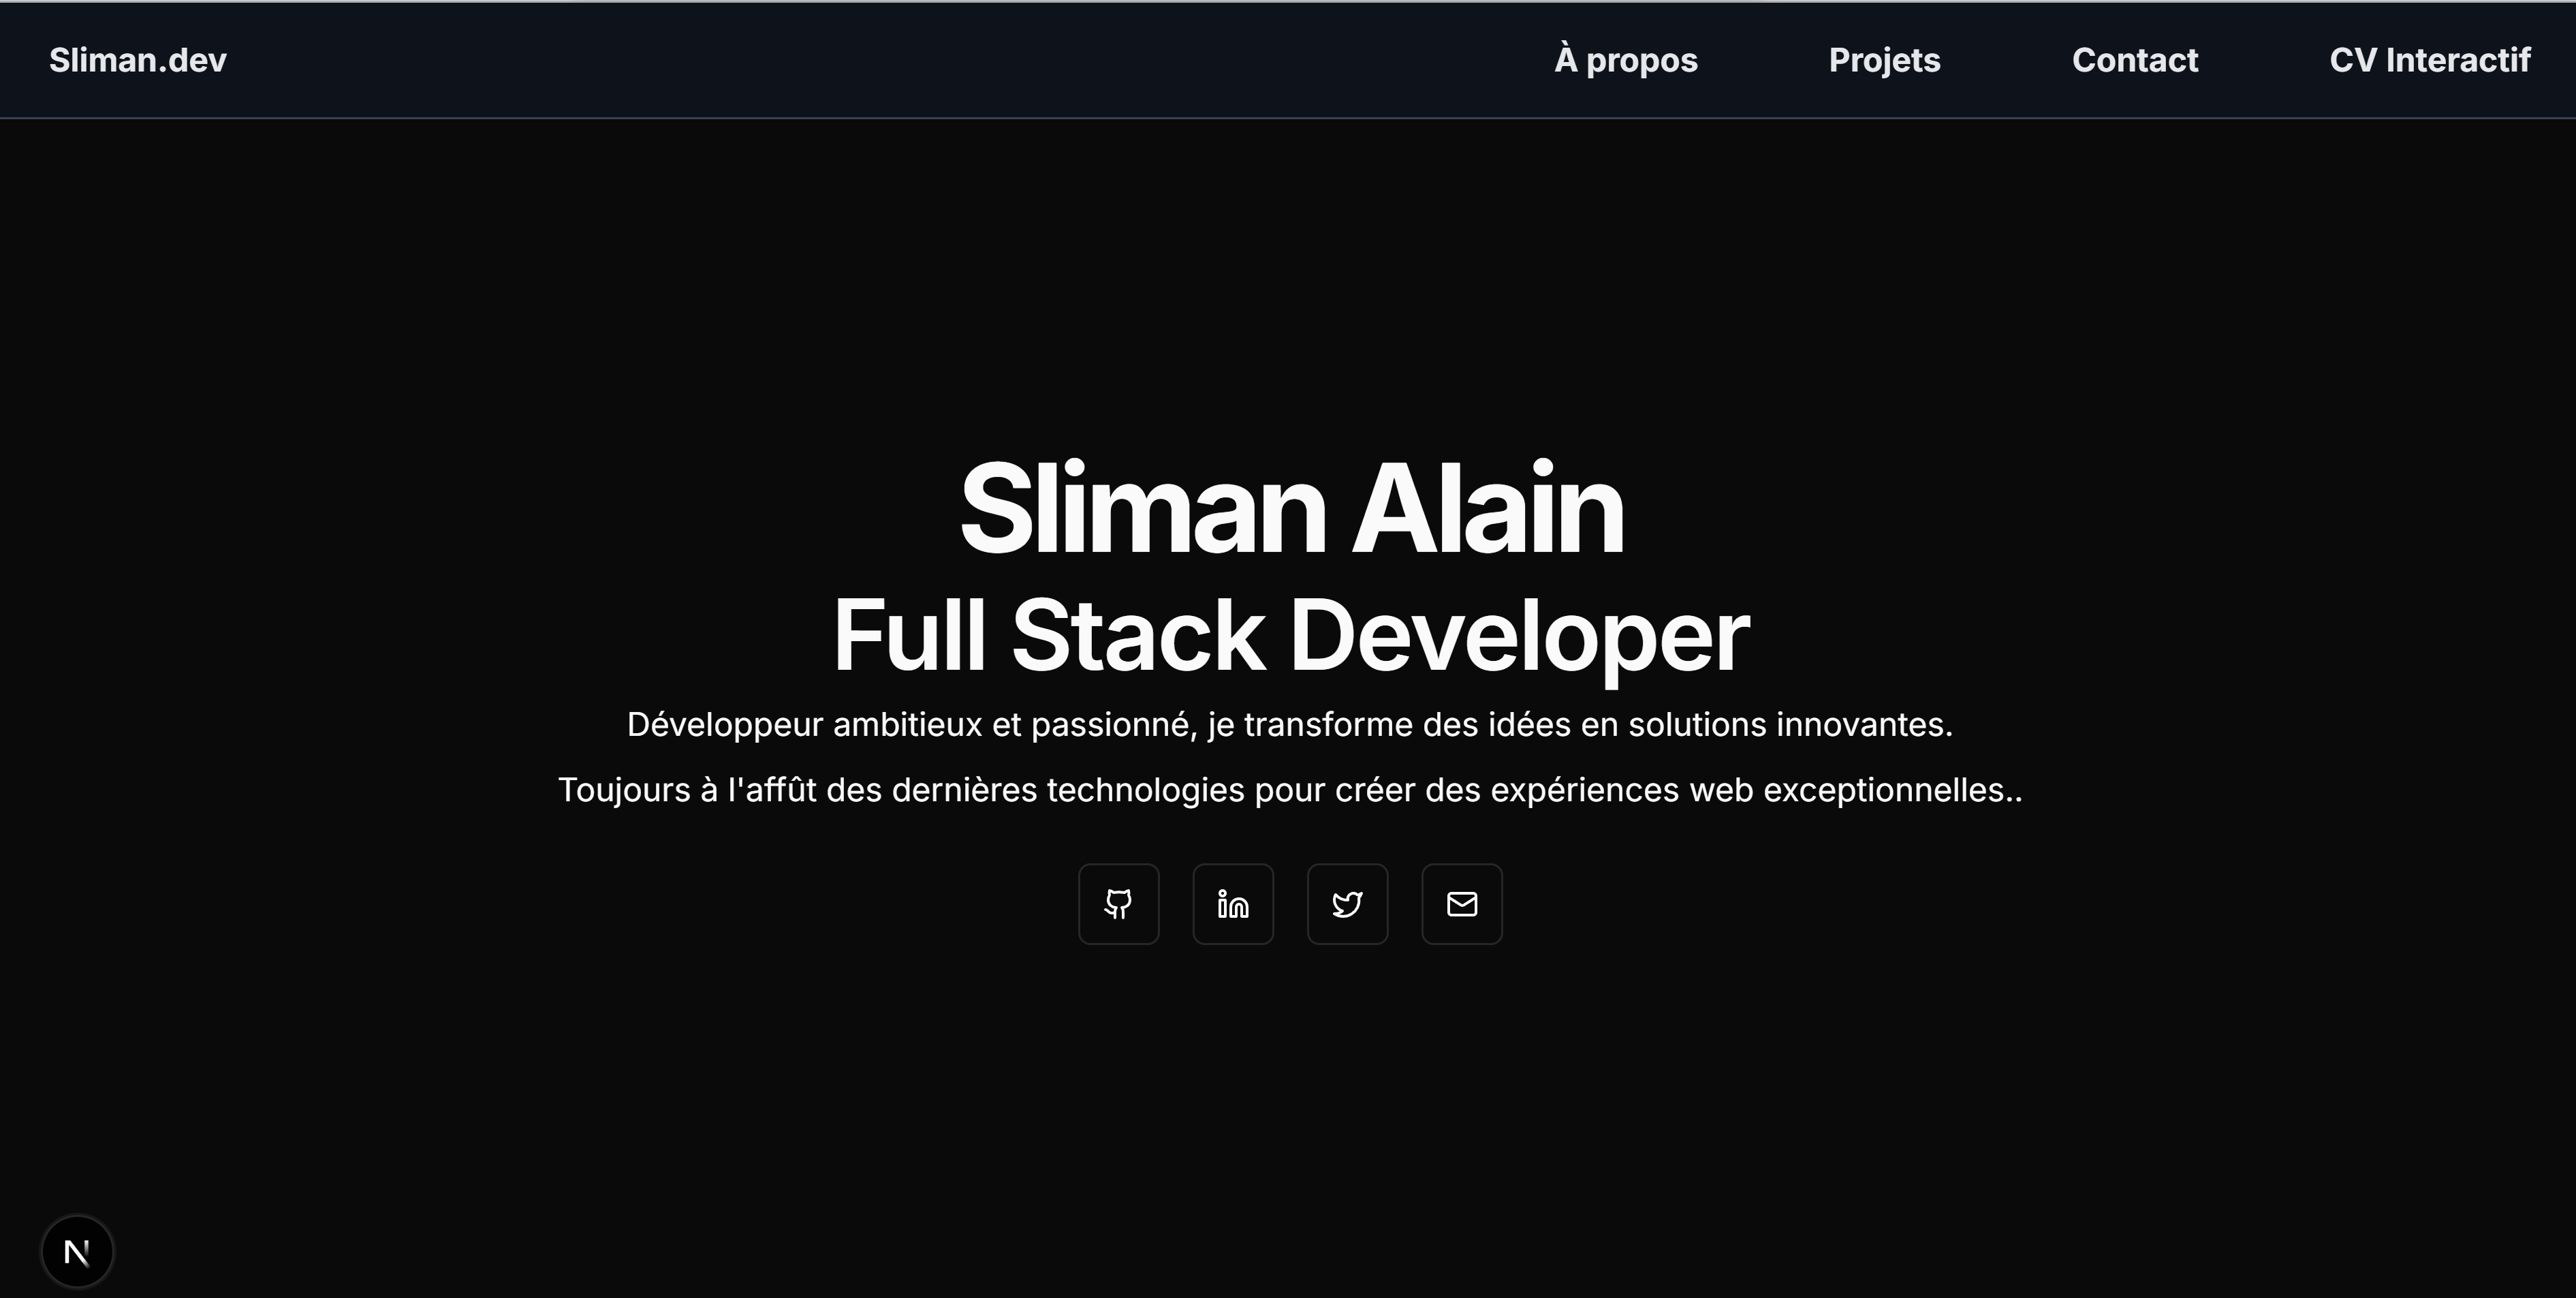 Sliman.dev
À propos
Projets
Contact
CV Interactif
Sliman Alain
Full Stack Developer
Développeur ambitieux et passionné, je transforme des idées en solutions innovantes.
Toujours à l'affût des dernières technologies pour créer des expériences web exceptionnelles..
in
N